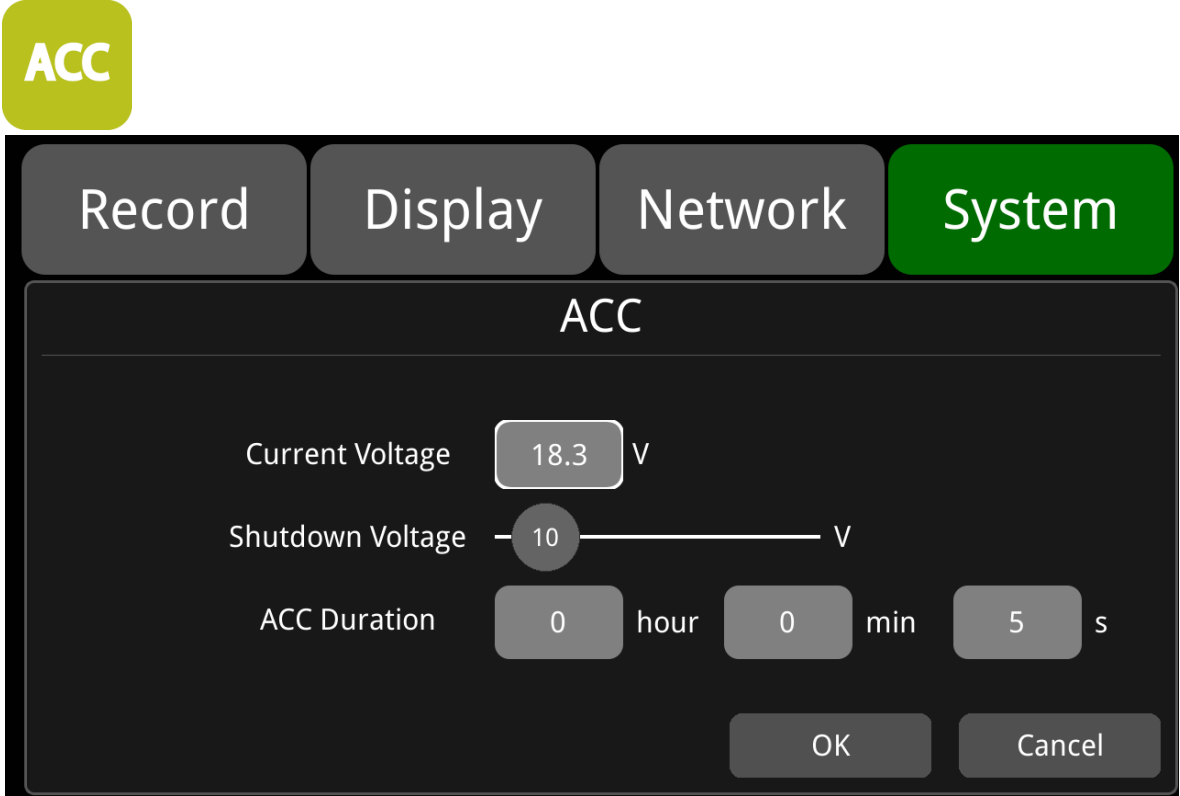 ACC
Record Display Network System
ACC
Current Voltage 18.3 V
Shutdown Voltage 10 V
ACC Duration 0 hour 0 min 5 s
OK Cancel